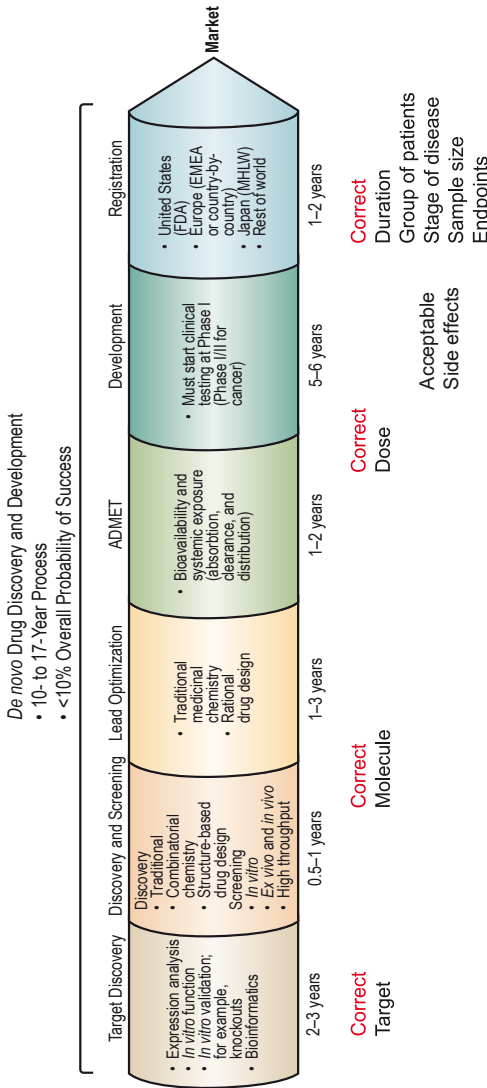 De novo Drug Discovery and Development
• 10- to 17-Year Process
• <10% Overall Probability of Success
Target Discovery
• Expression analysis
• In vitro function
• In vitro validation;
for example,
knockouts
• Bioinformatics
2–3 years
Discovery and Screening
Discovery
• Traditional
• Combinatorial
chemistry
• Structure-based
drug design
Screening
• In vitro
• Ex vivo and in vivo
• High throughput
0.5–1 years
Lead Optimization
• Traditional
medicinal
chemistry
• Rational
drug design
1–3 years
ADMET
• Bioavailability and
systemic exposure
(absorbtion,
clearance, and
distribution)
1–2 years
Development
• Must start clinical
testing at Phase I
(Phase I/II for
cancer)
5–6 years
Registration
• United States
(FDA)
• Europe (EMEA
or country-by-
country)
• Japan (MHLW)
• Rest of world
1–2 years
Market
Correct
Target
Correct
Molecule
Correct
Dose
Acceptable
Side effects
Correct
Duration
Group of patients
Stage of disease
Sample size
Endpoints